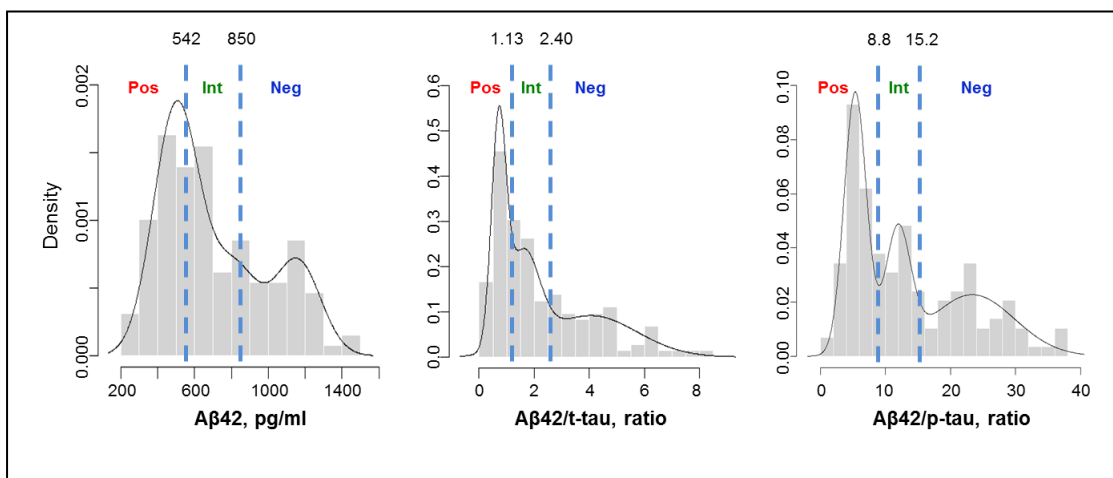 542 850
Pos Int Neg
Density
0.000 0.001 0.002
200 600 1000 1400
Aβ42, pg/ml
1.13 2.40
Pos Int Neg
0.0 0.1 0.2 0.3 0.4 0.5 0.6
0 2 4 6 8
Aβ42/t-tau, ratio
8.8 15.2
Pos Int Neg
0.00 0.02 0.04 0.06 0.08 0.10
0 10 20 30 40
Aβ42/p-tau, ratio